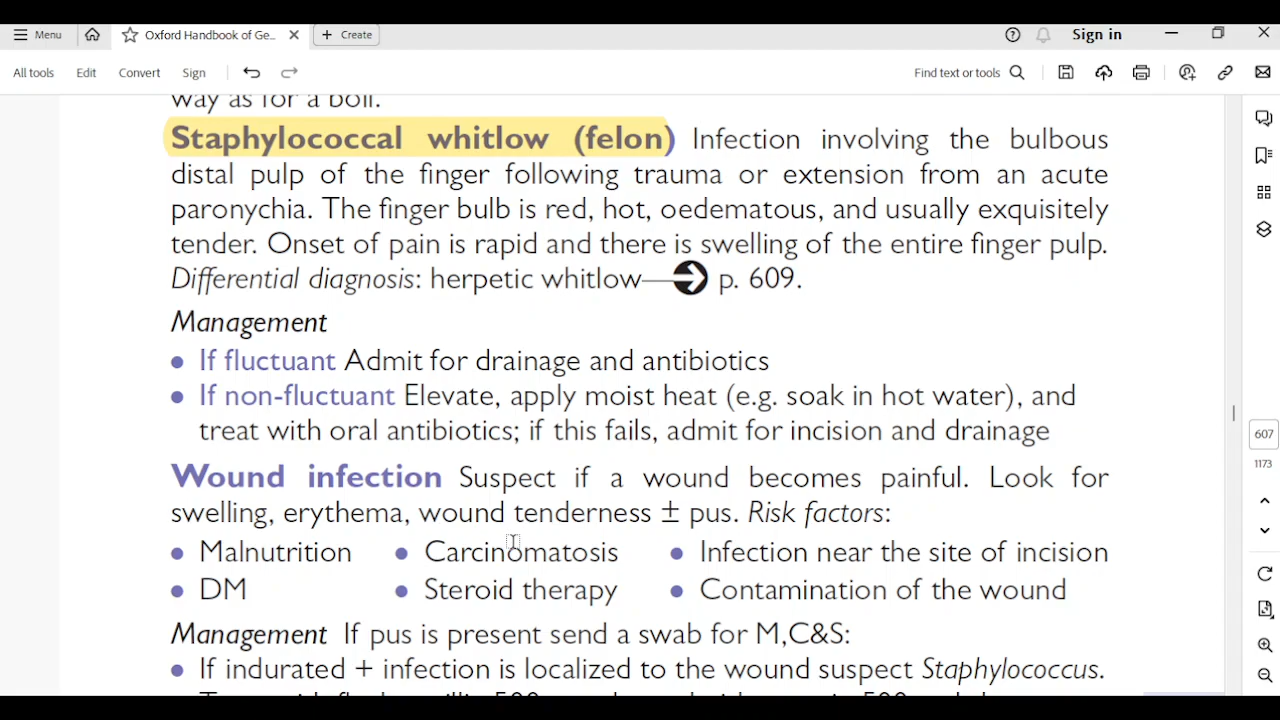 Menu
Oxford Handbook of Ge...
Create
Sign in
All tools Edit Convert Sign
Find text or tools
way as for a boil.
Staphylococcal whitlow (felon) Infection involving the bulbous
distal pulp of the finger following trauma or extension from an acute
paronychia. The finger bulb is red, hot, oedematous, and usually exquisitely
tender. Onset of pain is rapid and there is swelling of the entire finger pulp.
Differential diagnosis: herpetic whitlow— p. 609.
Management
• If fluctuant Admit for drainage and antibiotics
• If non-fluctuant Elevate, apply moist heat (e.g. soak in hot water), and
treat with oral antibiotics; if this fails, admit for incision and drainage
Wound infection Suspect if a wound becomes painful. Look for
swelling, erythema, wound tenderness ± pus. Risk factors:
• Malnutrition • Carcinomatosis • Infection near the site of incision
• DM • Steroid therapy • Contamination of the wound
Management If pus is present send a swab for M,C&S:
• If indurated + infection is localized to the wound suspect Staphylococcus.
607
1173